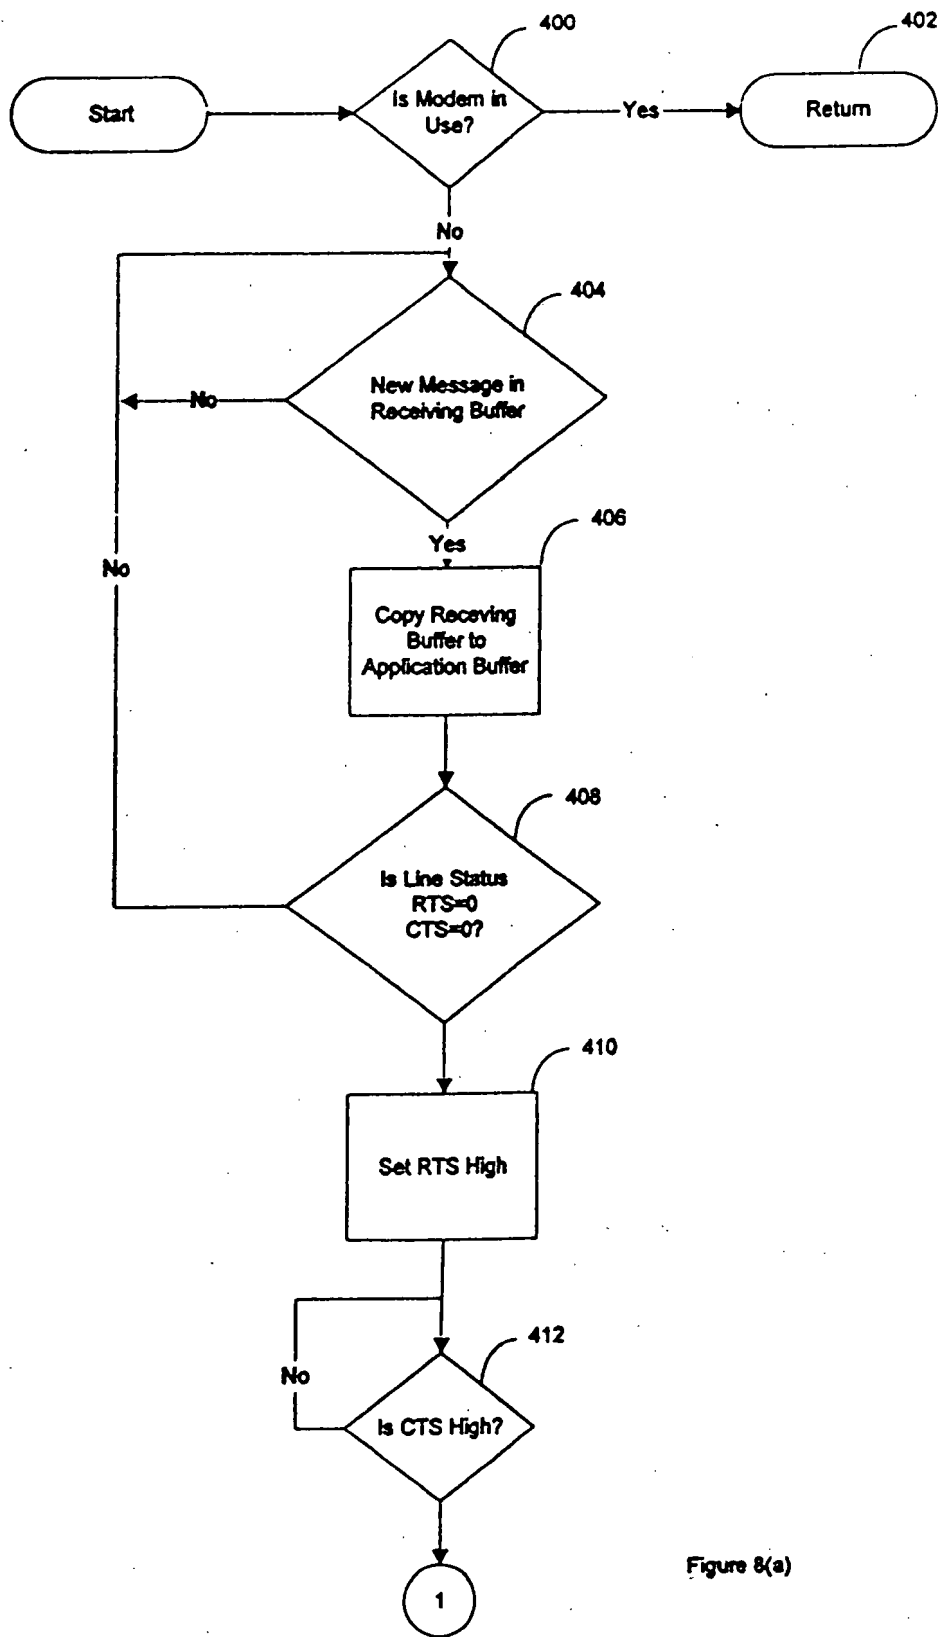 400
402
Start
Is Modem in
Use?
Yes
Return
No
404
New Message in
Receiving Buffer
No
406
Yes
No
Copy Receving
Buffer to
Application Buffer
408
Is Line Status
RTS=0
CTS=0?
410
Set RTS High
412
No
Is CTS High?
1
Figure 8(a)